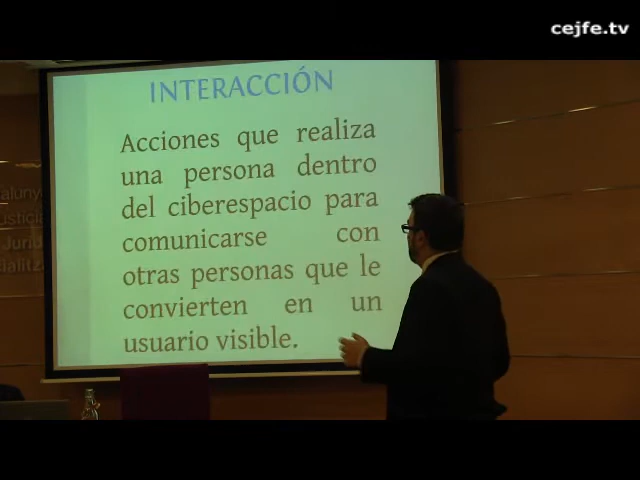 cejfe.tv
INTERACCIÓN
Acciones que realiza
una persona dentro
del ciberespacio para
comunicarse con
otras personas que le
convierten en un
usuario visible.